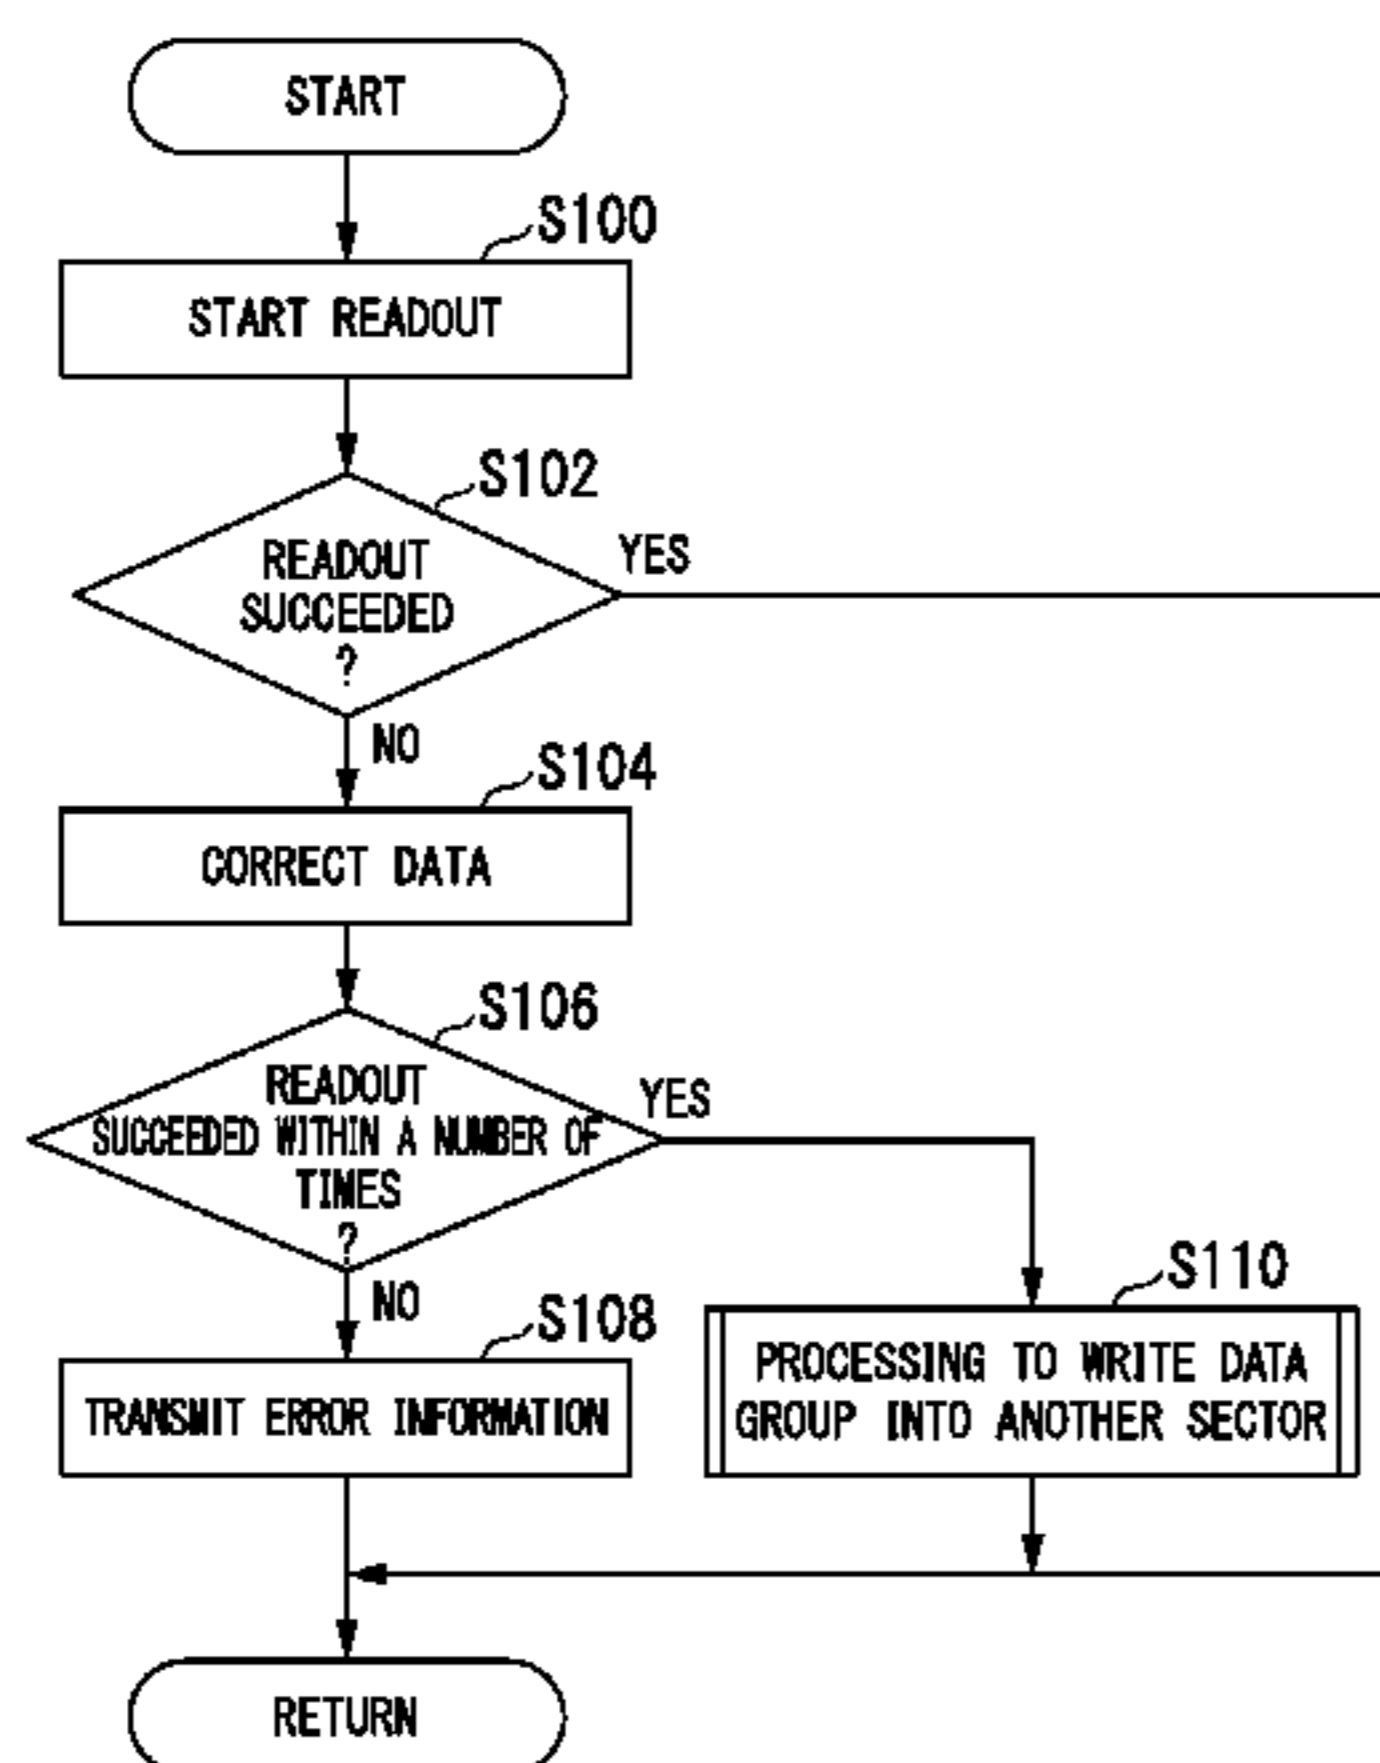 START
S100
START READOUT
S102
READOUT
SUCCEEDED
?
YES
NO
S104
CORRECT DATA
S106
READOUT
SUCCEEDED WITHIN A NUMBER OF
TIMES
?
YES
NO
S108
TRANSMIT ERROR INFORMATION
S110
PROCESSING TO WRITE DATA
GROUP INTO ANOTHER SECTOR
RETURN